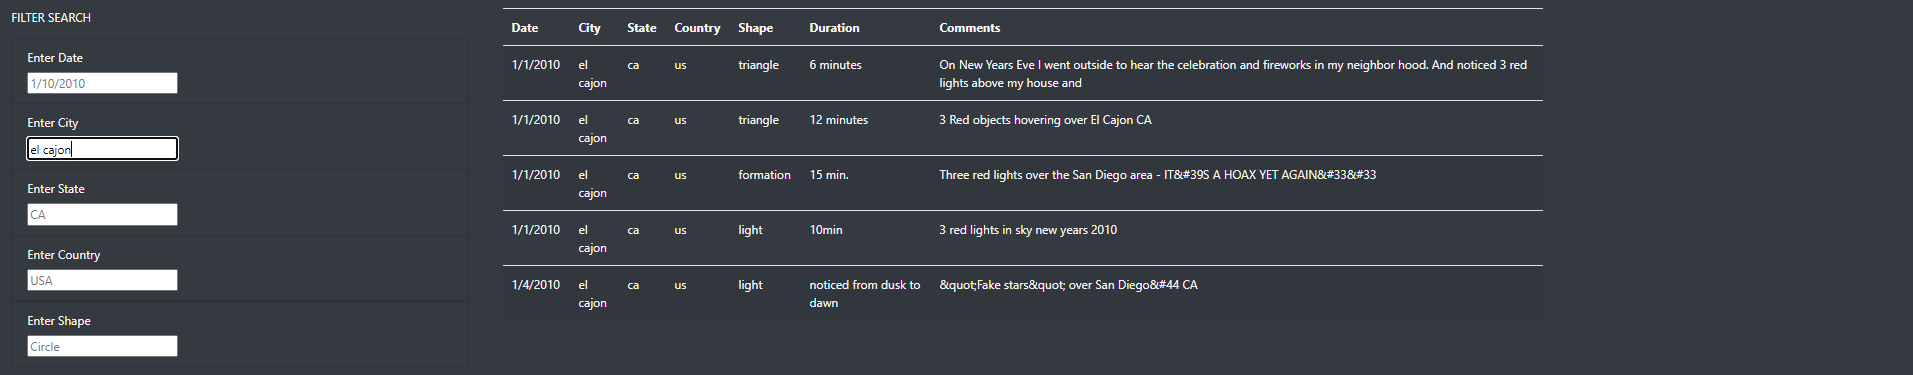 FILTER SEARCH
Enter Date
1/10/2010
Enter City
el cajon
Enter State
CA
Enter Country
USA
Enter Shape
Circle
Date City State Country Shape Duration Comments
1/1/2010 el cajon ca us triangle 6 minutes On New Years Eve I went outside to hear the celebration and fireworks in my neighbor hood. And noticed 3 red
lights above my house and
1/1/2010 el cajon ca us triangle 12 minutes 3 Red objects hovering over El Cajon CA
1/1/2010 el cajon ca us formation 15 min. Three red lights over the San Diego area - IT&#39S A HOAX YET AGAIN&#33&#33
1/1/2010 el cajon ca us light 10min 3 red lights in sky new years 2010
1/4/2010 el cajon ca us light noticed from dusk to dawn &quot;Fake stars&quot; over San Diego&#44 CA